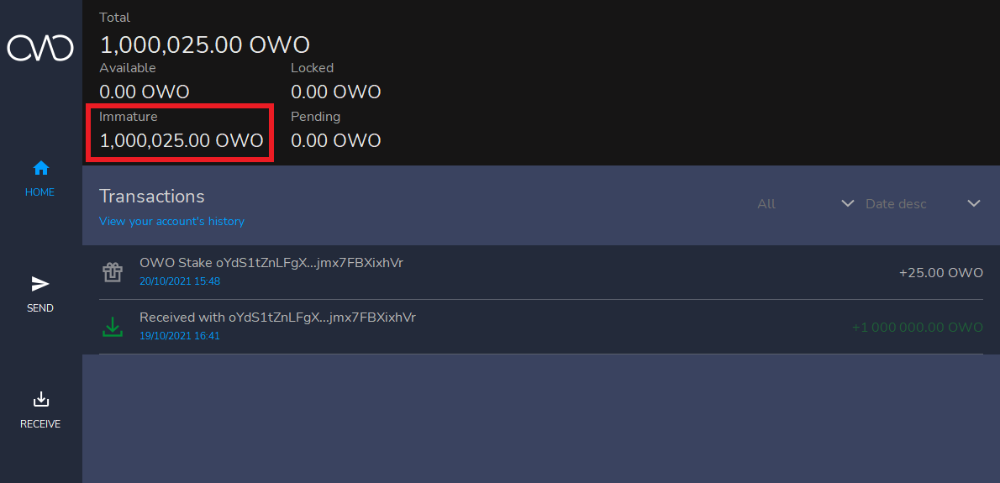 OWO
Total
1,000,025.00 OWO
Available
Locked
0.00 OWO
0.00 OWO
Immature
Pending
1,000,025.00 OWO
0.00 OWO
HOME
SEND
RECEIVE
Transactions
View your account's history
All
Date desc
OWO Stake oYdS1tZnLFgX...jmx7FBXixhVr
20/10/2021 15:48
+25.00 OWO
Received with oYdS1tZnLFgX...jmx7FBXixhVr
19/10/2021 16:41
+1 000 000.00 OWO